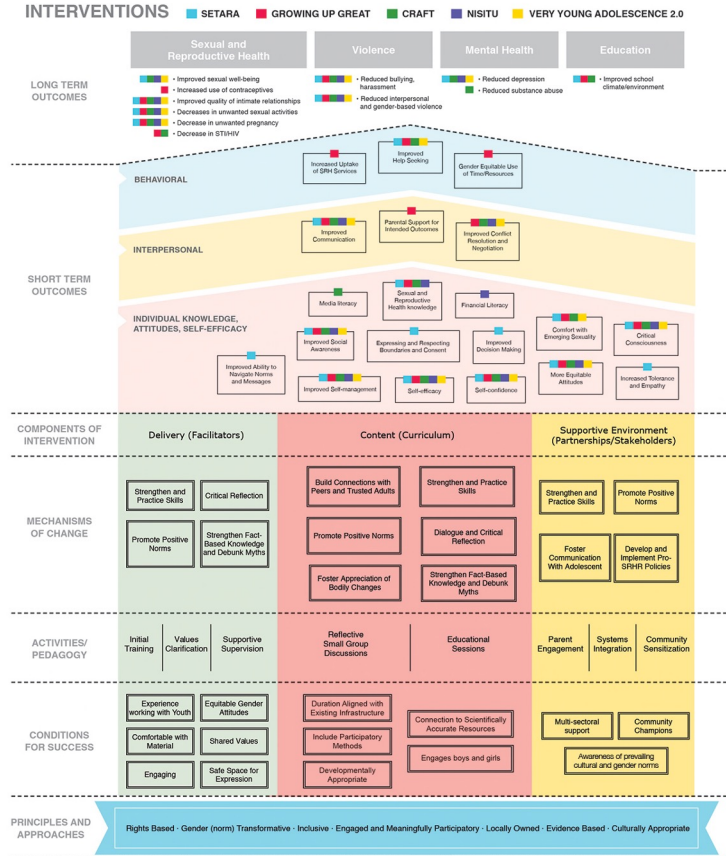 INTERVENTIONS
SETARA
GROWING UP GREAT
CRAFT
NISITU
VERY YOUNG ADOLESCENCE 2.0
Sexual and
Reproductive Health
Violence
Mental Health
Education
LONG TERM
OUTCOMES
• Improved sexual well-being
• Increased use of contraceptives
• Improved quality of intimate relationships
• Decreases in unwanted sexual activities
• Decrease in unwanted pregnancy
• Decrease in STI/HIV
• Reduced bullying,
harassment
• Reduced interpersonal
and gender-based violence
• Reduced depression
• Reduced substance abuse
• Improved school
climate/environment
SHORT TERM
OUTCOMES
BEHAVIORAL
Increased Uptake
of SRH Services
Improved
Help Seeking
Gender Equitable Use
of Time/Resources
INTERPERSONAL
Improved
Communication
Parental Support for
Intended Outcomes
Improved Conflict
Resolution and
Negotiation
INDIVIDUAL KNOWLEDGE,
ATTITUDES, SELF-EFFICACY
Media literacy
Sexual and
Reproductive
Health knowledge
Financial Literacy
Improved Social
Awareness
Expressing and Respecting
Boundaries and Consent
Improved
Decision Making
Comfort with
Emerging Sexuality
Critical
Consciousness
Improved Ability to
Navigate Norms
and Messages
Improved Self-management
Self-efficacy
Self-confidence
More Equitable
Attitudes
Increased Tolerance
and Empathy
COMPONENTS OF
INTERVENTION
Delivery (Facilitators)
Content (Curriculum)
Supportive Environment
(Partnerships/Stakeholders)
MECHANISMS
OF CHANGE
Strengthen and
Practice Skills
Critical Reflection
Promote Positive
Norms
Strengthen Fact-
Based Knowledge
and Debunk Myths
Build Connections with
Peers and Trusted Adults
Strengthen and Practice
Skills
Promote Positive Norms
Dialogue and Critical
Reflection
Foster Appreciation of
Bodily Changes
Strengthen Fact-Based
Knowledge and Debunk
Myths
Strengthen and
Practice Skills
Promote Positive
Norms
Foster
Communication
With Adolescent
Develop and
Implement Pro-
SRHR Policies
ACTIVITIES/
PEDAGOGY
Initial
Training
Values
Clarification
Supportive
Supervision
Reflective
Small Group
Discussions
Educational
Sessions
Parent
Engagement
Systems
Integration
Community
Sensitization
CONDITIONS
FOR SUCCESS
Experience
working with Youth
Equitable Gender
Attitudes
Comfortable with
Material
Shared Values
Engaging
Safe Space for
Expression
Duration Aligned with
Existing Infrastructure
Include Participatory
Methods
Developmentally
Appropriate
Connection to Scientifically
Accurate Resources
Engages boys and girls
Multi-sectoral
support
Community
Champions
Awareness of prevailing
cultural and gender norms
PRINCIPLES AND
APPROACHES
Rights Based · Gender (norm) Transformative · Inclusive · Engaged and Meaningfully Participatory · Locally Owned · Evidence Based · Culturally Appropriate